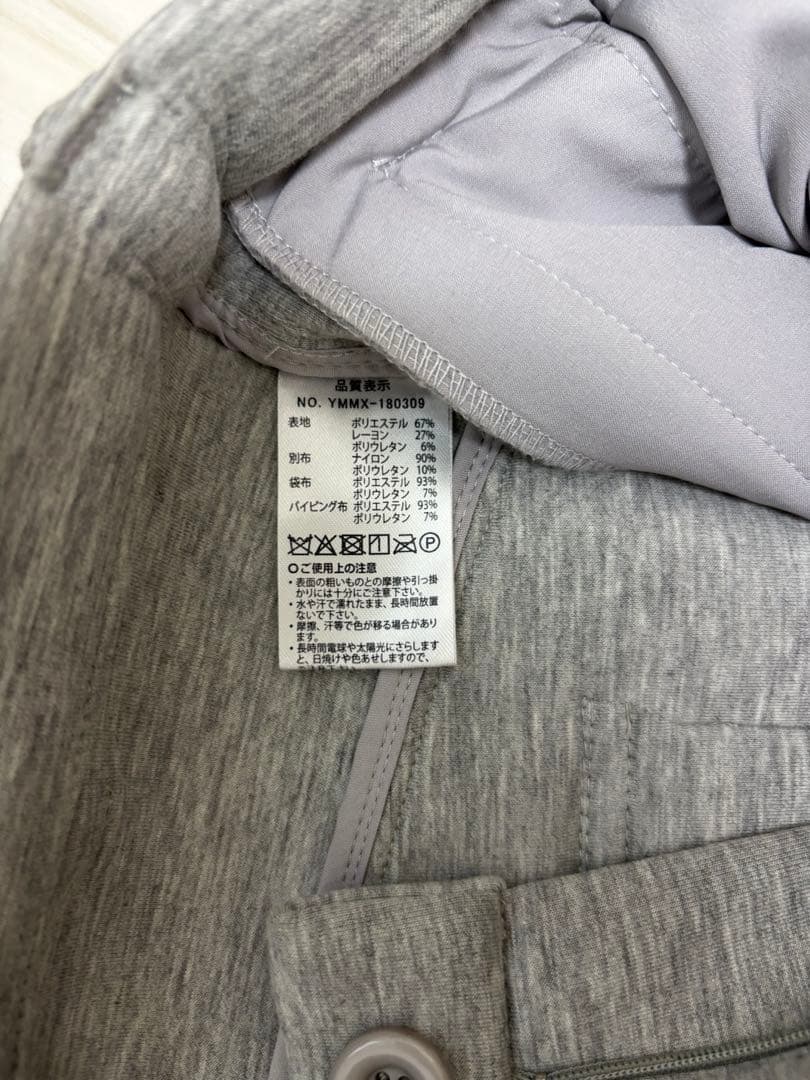 品質表示
NO. YMMX-180309
表地 ポリエステル 67%
レーヨン 27%
ポリウレタン 6%
別布 ナイロン 90%
ポリウレタン 10%
袋布 ポリエステル 93%
ポリウレタン 7%
パイピング布 ポリエステル 93%
ポリウレタン 7%
P
○ご使用上の注意
・表面の粗いものとの摩擦や引っ掛
かりには十分にご注意下さい。
・水や汗で濡れたまま、長時間放置
ないで下さい。
・摩擦、汗等で色が移る場合があり
ます。
・長時間電球や太陽光にさらします
と、日焼けや色あせしますので、